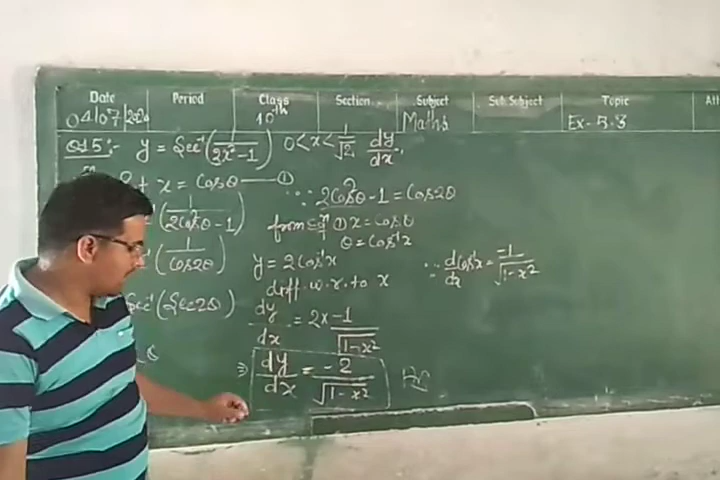 Date Period Class Section Subject Sub. Subject Topic Att
04/07/20 10th Maths Ex-5.3
Q15:- y = Sec⁻¹(1/(2x²-1)) 0<x<1/√2 dy/dx
x = Cosθ —— ①
(1/(2Cos²θ-1))
(1/Cos2θ)
Sec⁻¹(Sec2θ)
∵ 2Cos²θ-1 = Cos2θ
from eqⁿ ① x = Cosθ
θ = Cos⁻¹x
y = 2Cos⁻¹x
diff. w.r. to x
dy/dx = 2x -1/√1-x²
⇒ dy/dx = -2/√1-x²
∵ d/dx Cos⁻¹x = -1/√1-x²